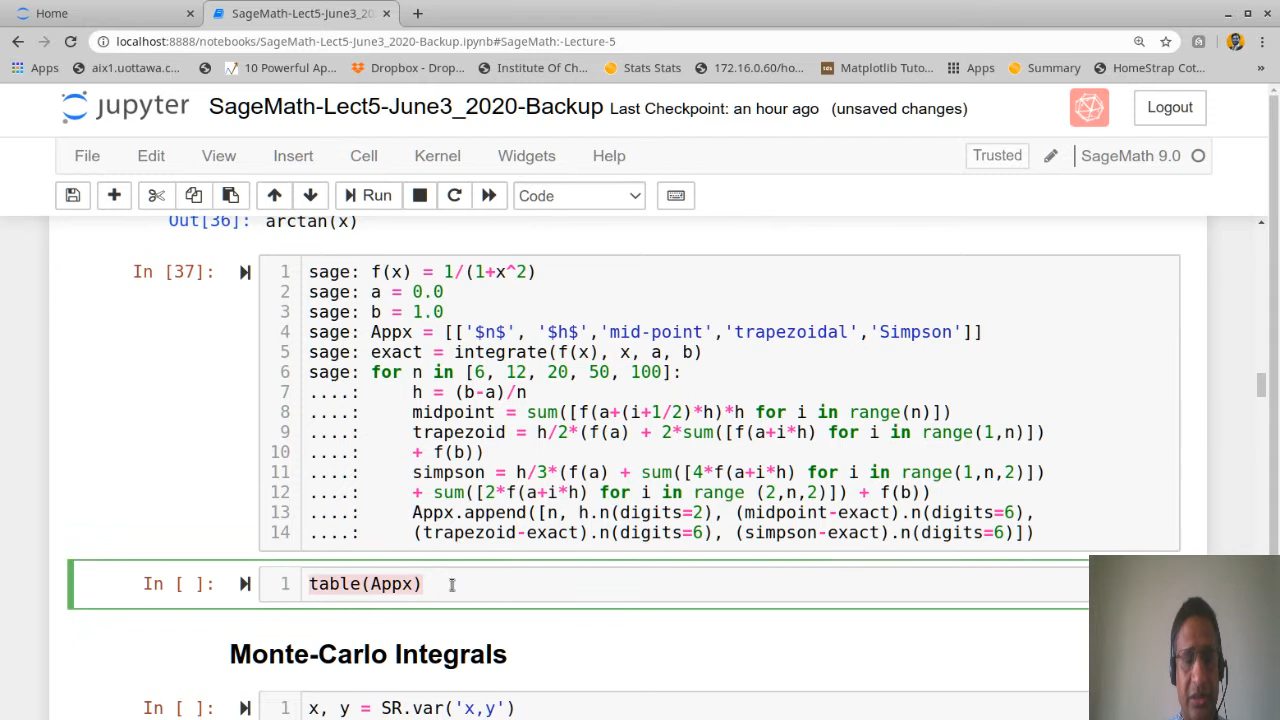 Home
SageMath-Lect5-June3_20
localhost:8888/notebooks/SageMath-Lect5-June3_2020-Backup.ipynb#SageMath:-Lecture-5
Apps aix1.uottawa.c... 10 Powerful Ap... Dropbox - Drop... Institute Of Ch... Stats Stats 172.16.0.60/ho... Matplotlib Tuto... Apps Summary HomeStrap Cot... »
jupyter SageMath-Lect5-June3_2020-Backup Last Checkpoint: an hour ago (unsaved changes) Logout
File Edit View Insert Cell Kernel Widgets Help Trusted SageMath 9.0
Run Code
Out[36]: arctan(x)
In [37]: 1 sage: f(x) = 1/(1+x^2)
2 sage: a = 0.0
3 sage: b = 1.0
4 sage: Appx = [['$n$', '$h$','mid-point','trapezoidal','Simpson']]
5 sage: exact = integrate(f(x), x, a, b)
6 sage: for n in [6, 12, 20, 50, 100]:
7 ....: h = (b-a)/n
8 ....: midpoint = sum([f(a+(i+1/2)*h)*h for i in range(n)])
9 ....: trapezoid = h/2*(f(a) + 2*sum([f(a+i*h) for i in range(1,n)])
10 ....: + f(b))
11 ....: simpson = h/3*(f(a) + sum([4*f(a+i*h) for i in range(1,n,2)])
12 ....: + sum([2*f(a+i*h) for i in range (2,n,2)]) + f(b))
13 ....: Appx.append([n, h.n(digits=2), (midpoint-exact).n(digits=6),
14 ....: (trapezoid-exact).n(digits=6), (simpson-exact).n(digits=6)])
In [ ]: 1 table(Appx)
Monte-Carlo Integrals
In [ ]: 1 x, y = SR.var('x,y')